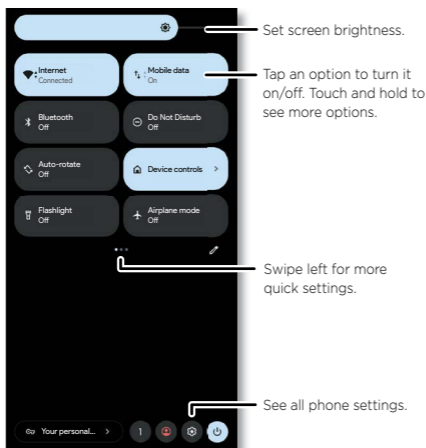 Set screen brightness.
Internet
Connected
Mobile data
On
Tap an option to turn it
on/off. Touch and hold to
see more options.
Bluetooth
Off
Do Not Disturb
Off
Auto-rotate
Off
Device controls
Flashlight
Off
Airplane mode
Off
Swipe left for more
quick settings.
See all phone settings.
Your personal...
1